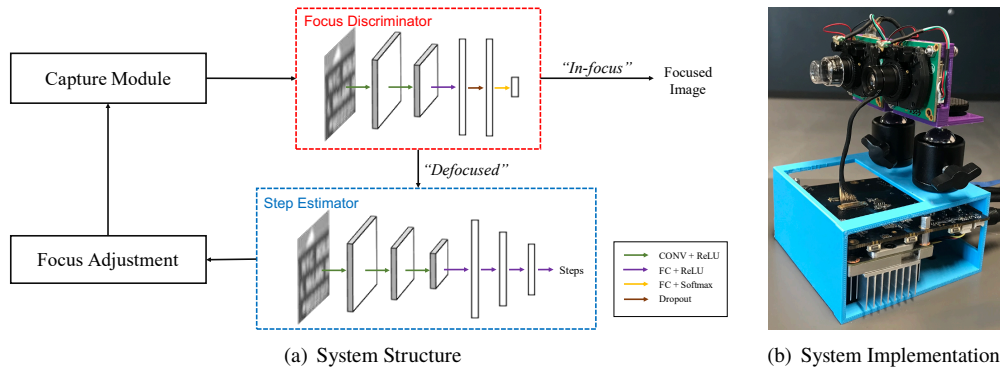 Focus Discriminator
Capture Module
“In-focus”
Focused
Image
“Defocused”
Step Estimator
Focus Adjustment
Steps
CONV + ReLU
FC + ReLU
FC + Softmax
Dropout
(a) System Structure
(b) System Implementation